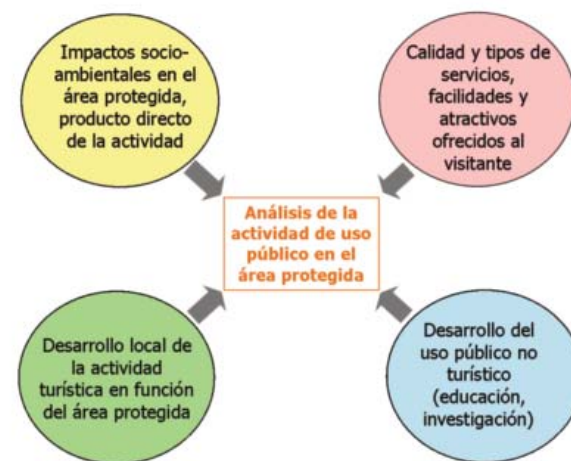 Impactos socio-
ambientales en el
área protegida,
producto directo
de la actividad
Calidad y tipos de
servicios,
facilidades y
atractivos
ofrecidos al
visitante
Análisis de la
actividad de uso
público en el
área protegida
Desarrollo local de
la actividad
turística en función
del área protegida
Desarrollo del
uso público no
turístico
(educación,
investigación)